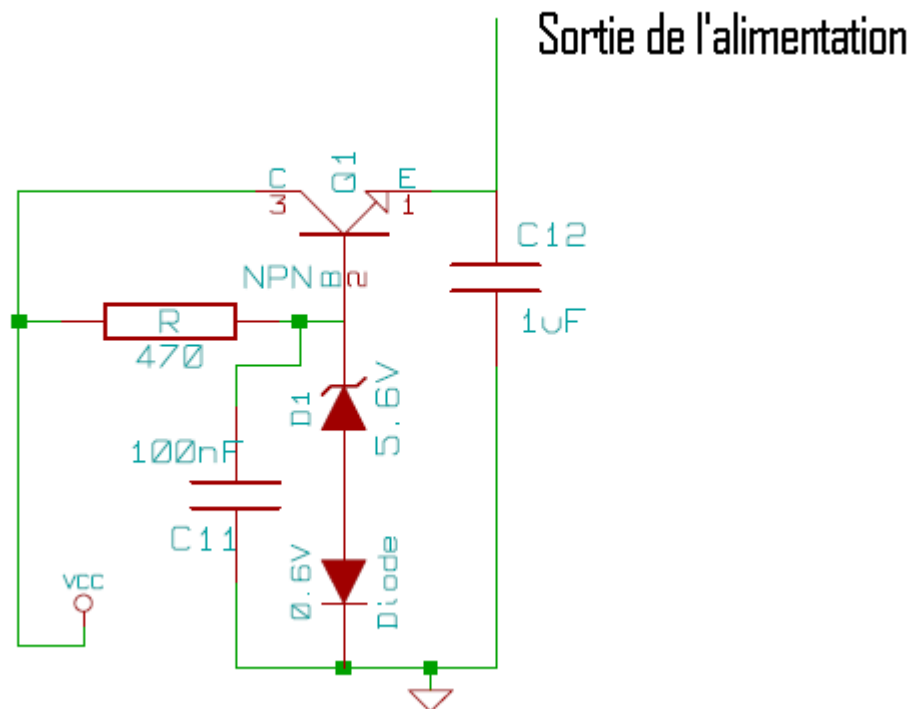 Sortie de l'alimentation
C
3
Q1
E
1
NPN
B
2
C12
1uF
R
470
D1
5.6V
100nF
C11
0.6V
Diode
VCC